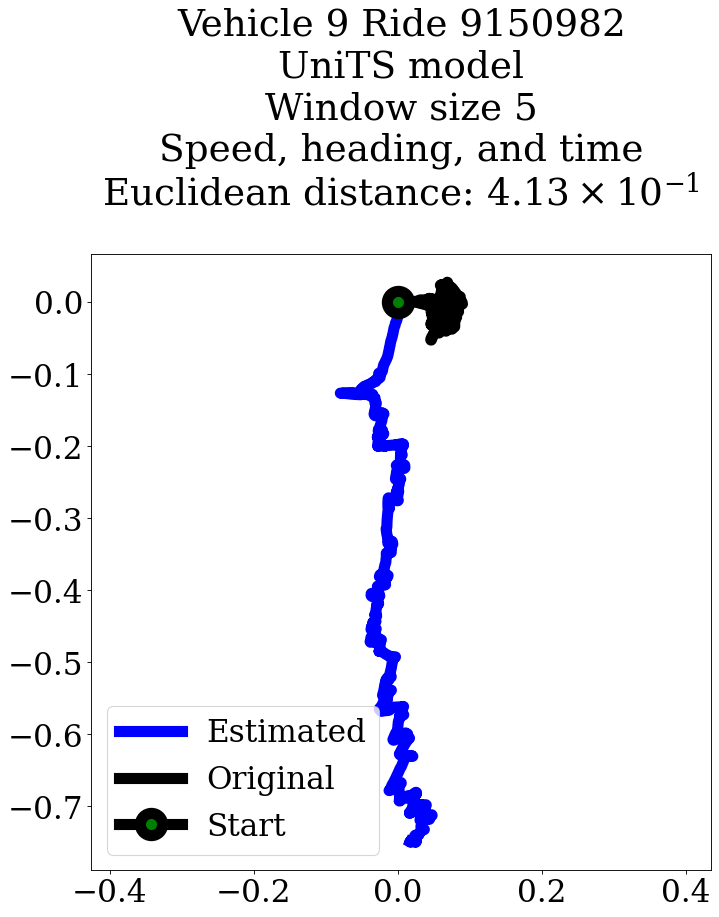 Vehicle 9 Ride 9150982
UniTS model
Window size 5
Speed, heading, and time
Euclidean distance: 4.13 × 10⁻¹
0.0
−0.1
−0.2
−0.3
−0.4
−0.5
−0.6
−0.7
Estimated
Original
Start
−0.4
−0.2
0.0
0.2
0.4